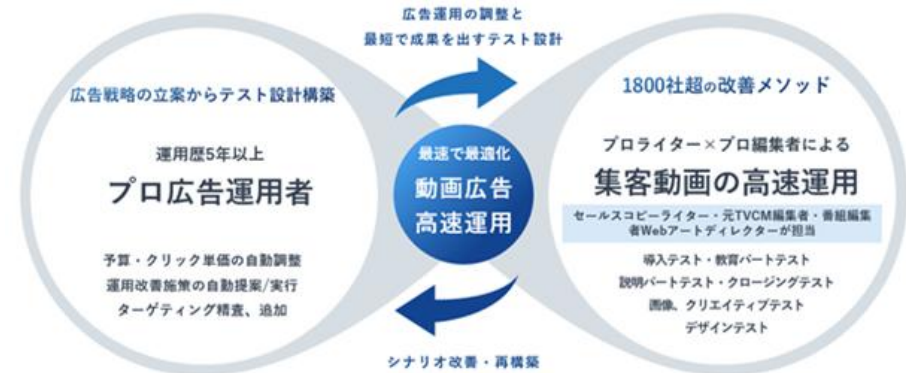 広告運用の調整と
最短で成果を出すテスト設計
広告戦略の立案からテスト設計構築
運用歴5年以上
プロ広告運用者
予算・クリック単価の自動調整
運用改善施策の自動提案/実行
ターゲティング精査、追加
最速で最適化
動画広告
高速運用
1800社超の改善メソッド
プロライター×プロ編集者による
集客動画の高速運用
セールスコピーライター・元TVCM編集者・番組編集
者Webアートディレクターが担当
導入テスト・教育パートテスト
説明パートテスト・クロージングテスト
画像、クリエイティブテスト
デザインテスト
シナリオ改善・再構築